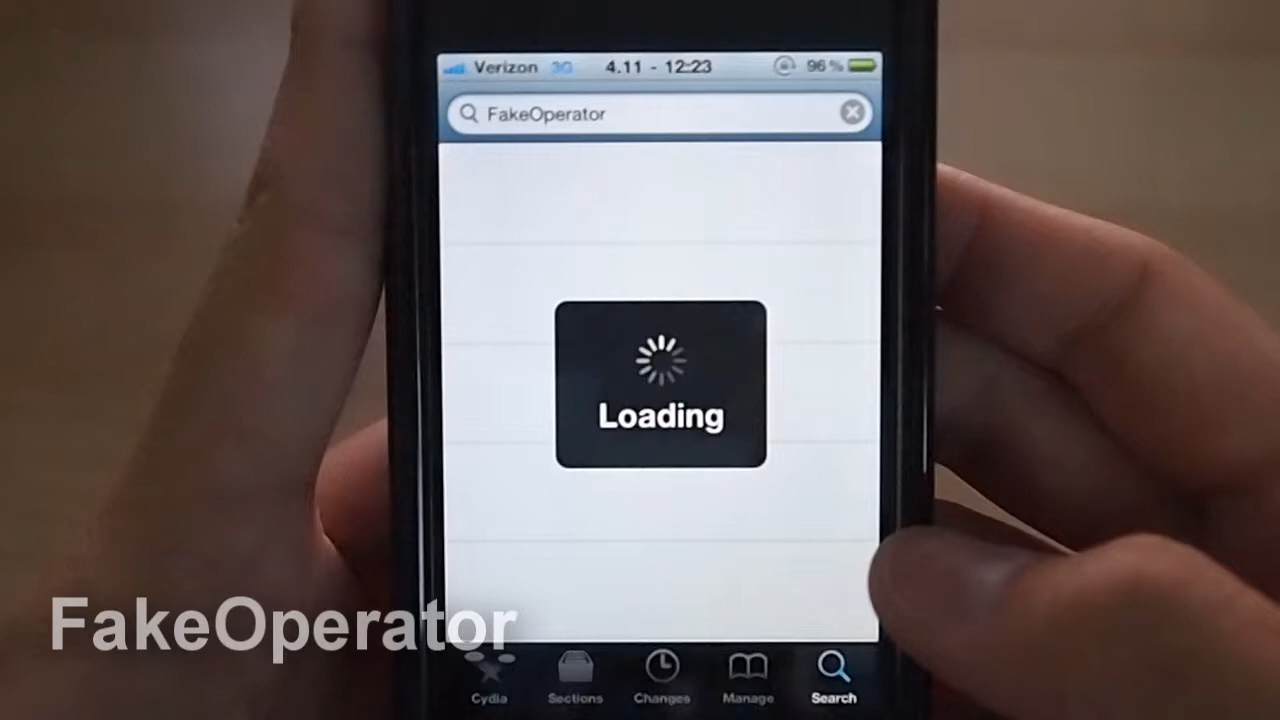 Verizon 3G 4.11 - 12:23 96%
FakeOperator
Loading
FakeOperator
Cydia Sections Changes Manage Search